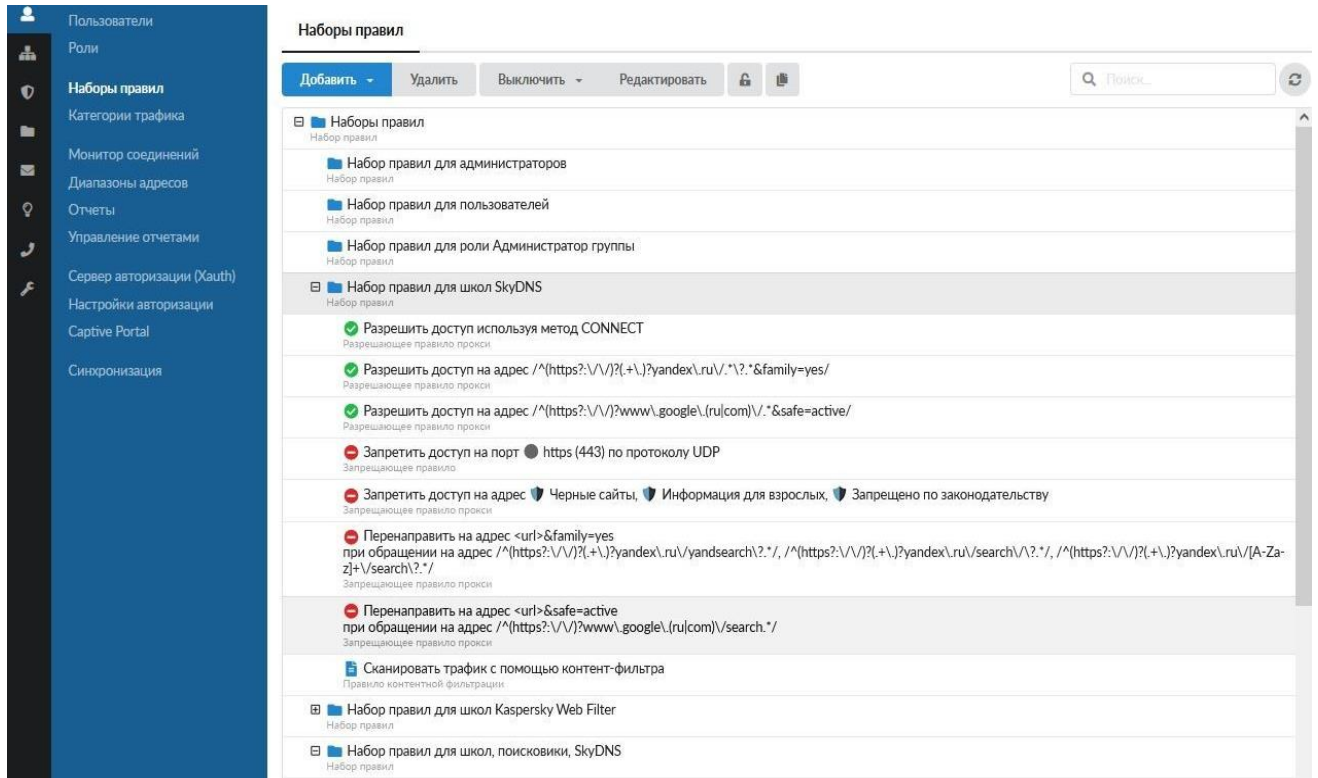 Пользователи
Роли
Наборы правил
Категории трафика
Монитор соединений
Диапазоны адресов
Отчеты
Управление отчетами
Сервер авторизации (Xauth)
Настройки авторизации
Captive Portal
Синхронизация
Наборы правил
Добавить Удалить Выключить Редактировать Поиск...
Наборы правил
Набор правил
Набор правил для администраторов
Набор правил
Набор правил для пользователей
Набор правил
Набор правил для роли Администратор группы
Набор правил
Набор правил для школ SkyDNS
Набор правил
Разрешить доступ используя метод CONNECT
Разрешающее правило прокси
Разрешить доступ на адрес /^(https?:\/\/)?(.+\.)?yandex\.ru\/.*\?.*&family=yes/
Разрешающее правило прокси
Разрешить доступ на адрес /^(https?:\/\/)?www\.google\.(ru|com)\/.*&safe=active/
Разрешающее правило прокси
Запретить доступ на порт https (443) по протоколу UDP
Запрещающее правило
Запретить доступ на адрес Черные сайты, Информация для взрослых, Запрещено по законодательству
Запрещающее правило прокси
Перенаправить на адрес <url>&family=yes
при обращении на адрес /^(https?:\/\/)?(.+\.)?yandex\.ru\/yandsearch\?.*/, /^(https?:\/\/)?(.+\.)?yandex\.ru\/search\/\?.*/, /^(https?:\/\/)?(.+\.)?yandex\.ru\/[A-Za-
z]+\/search\?.*/
Запрещающее правило прокси
Перенаправить на адрес <url>&safe=active
при обращении на адрес /^(https?:\/\/)?www\.google\.(ru|com)\/search.*/
Запрещающее правило прокси
Сканировать трафик с помощью контент-фильтра
Правило контентной фильтрации
Набор правил для школ Kaspersky Web Filter
Набор правил
Набор правил для школ, поисковики, SkyDNS
Набор правил